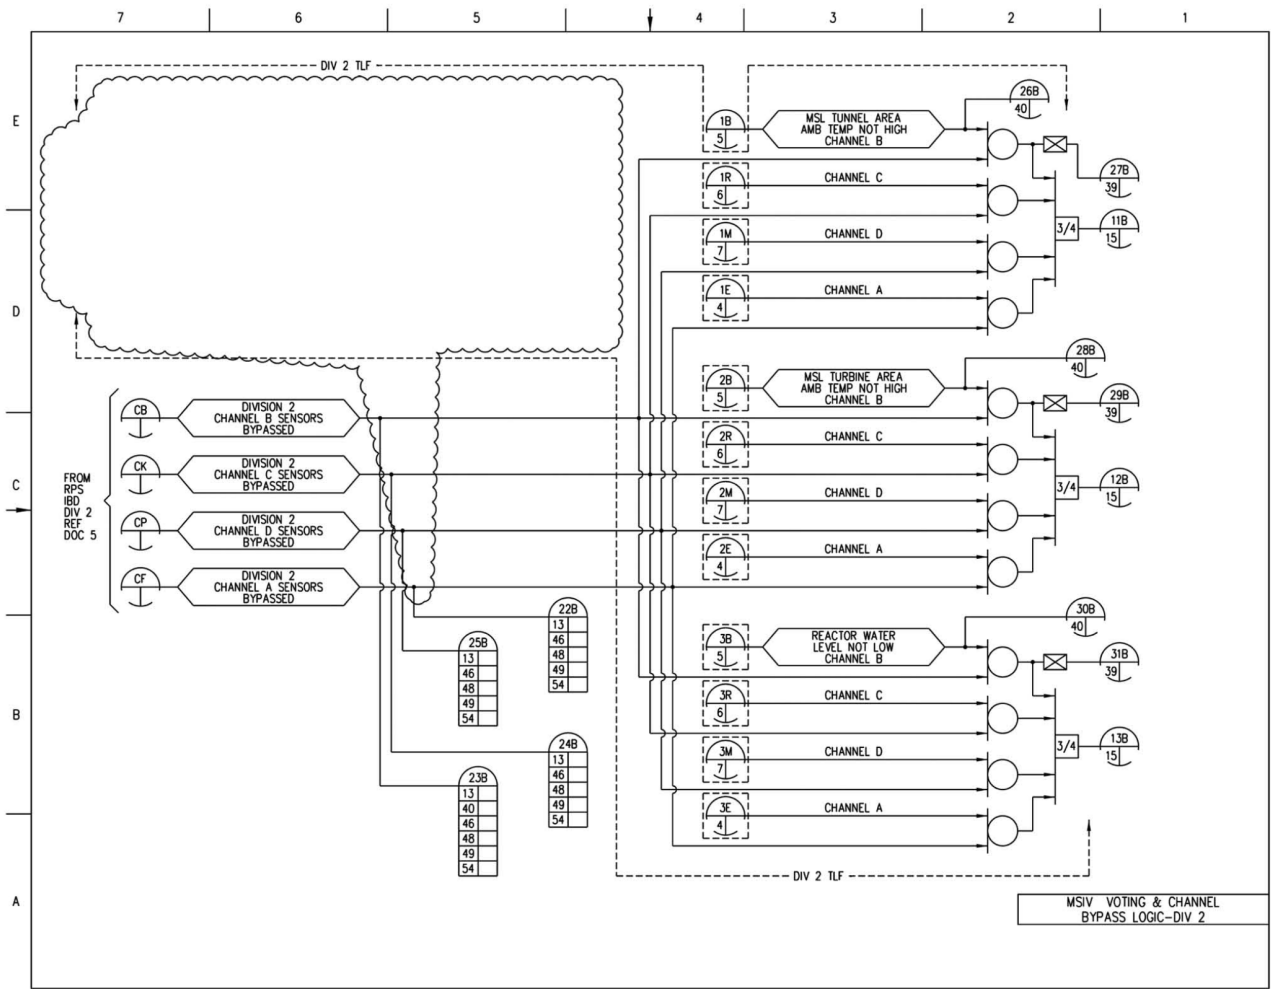 7 6 5 4 3 2 1
E
D
C
B
A
DIV 2 TLF
1B
5
MSL TUNNEL AREA
AMB TEMP NOT HIGH
CHANNEL B
26B
40
1R
6
CHANNEL C
27B
39
1M
7
CHANNEL D
3/4
11B
15
1E
4
CHANNEL A
28B
40
2B
5
MSL TURBINE AREA
AMB TEMP NOT HIGH
CHANNEL B
29B
39
2R
6
CHANNEL C
2M
7
CHANNEL D
3/4
12B
15
2E
4
CHANNEL A
FROM
RPS
IBD
DIV 2
REF
DOC 5
CB
DIVISION 2
CHANNEL B SENSORS
BYPASSED
CK
DIVISION 2
CHANNEL C SENSORS
BYPASSED
CP
DIVISION 2
CHANNEL D SENSORS
BYPASSED
CF
DIVISION 2
CHANNEL A SENSORS
BYPASSED
22B
13
46
48
49
54
25B
13
46
48
49
54
24B
13
46
48
49
54
23B
13
40
46
48
49
54
30B
40
3B
5
REACTOR WATER
LEVEL NOT LOW
CHANNEL B
31B
39
3R
6
CHANNEL C
3M
7
CHANNEL D
3/4
13B
15
3E
4
CHANNEL A
DIV 2 TLF
MSIV VOTING & CHANNEL
BYPASS LOGIC-DIV 2